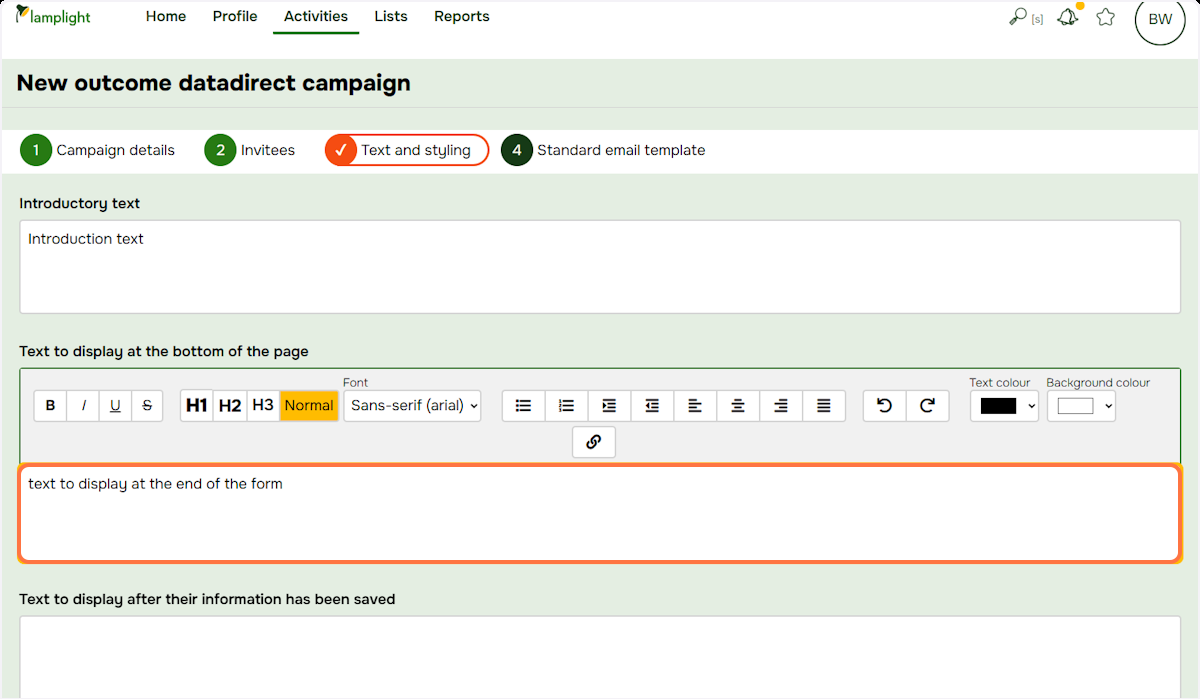 lamplight Home Profile Activities Lists Reports [s] BW
New outcome datadirect campaign
1 Campaign details 2 Invitees ✓ Text and styling 4 Standard email template
Introductory text
Introduction text
Text to display at the bottom of the page
Font Text colour Background colour
B I U S H1 H2 H3 Normal Sans-serif (arial)
text to display at the end of the form
Text to display after their information has been saved